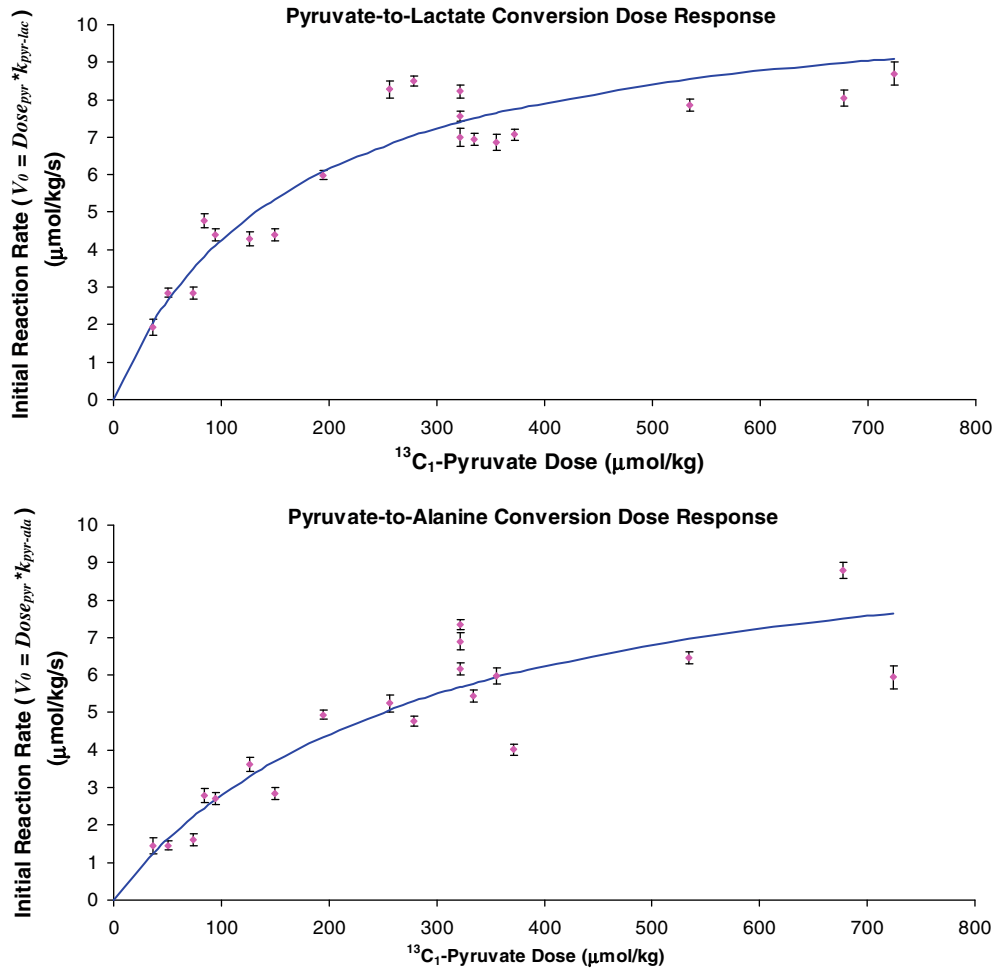 Pyruvate-to-Lactate Conversion Dose Response
Initial Reaction Rate (V0 = Dosepyr *kpyr-lac)
(μmol/kg/s)
10
9
8
7
6
5
4
3
2
1
0
0 100 200 300 400 500 600 700 800
13C1-Pyruvate Dose (μmol/kg)
Pyruvate-to-Alanine Conversion Dose Response
Initial Reaction Rate (V0 = Dosepyr *kpyr-ala)
(μmol/kg/s)
10
9
8
7
6
5
4
3
2
1
0
0 100 200 300 400 500 600 700 800
13C1-Pyruvate Dose (μmol/kg)